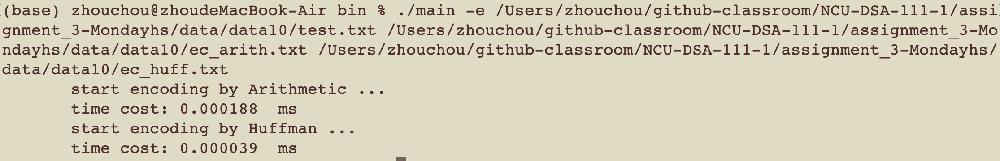 (base) zhouchou@zhoudeMacBook-Air bin % ./main -e /Users/zhouchou/github-classroom/NCU-DSA-111-1/assi
gnment_3-Mondayhs/data/data10/test.txt /Users/zhouchou/github-classroom/NCU-DSA-111-1/assignment_3-Mo
ndayhs/data/data10/ec_arith.txt /Users/zhouchou/github-classroom/NCU-DSA-111-1/assignment_3-Mondayhs/
data/data10/ec_huff.txt
start encoding by Arithmetic ...
time cost: 0.000188  ms
start encoding by Huffman ...
time cost: 0.000039  ms